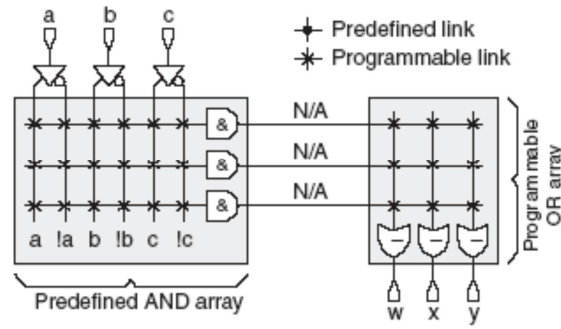 a b c
Predefined link
Programmable link
& N/A
& N/A
& N/A
a !a b !b c !c
Predefined AND array
w x y
Programmable
OR array